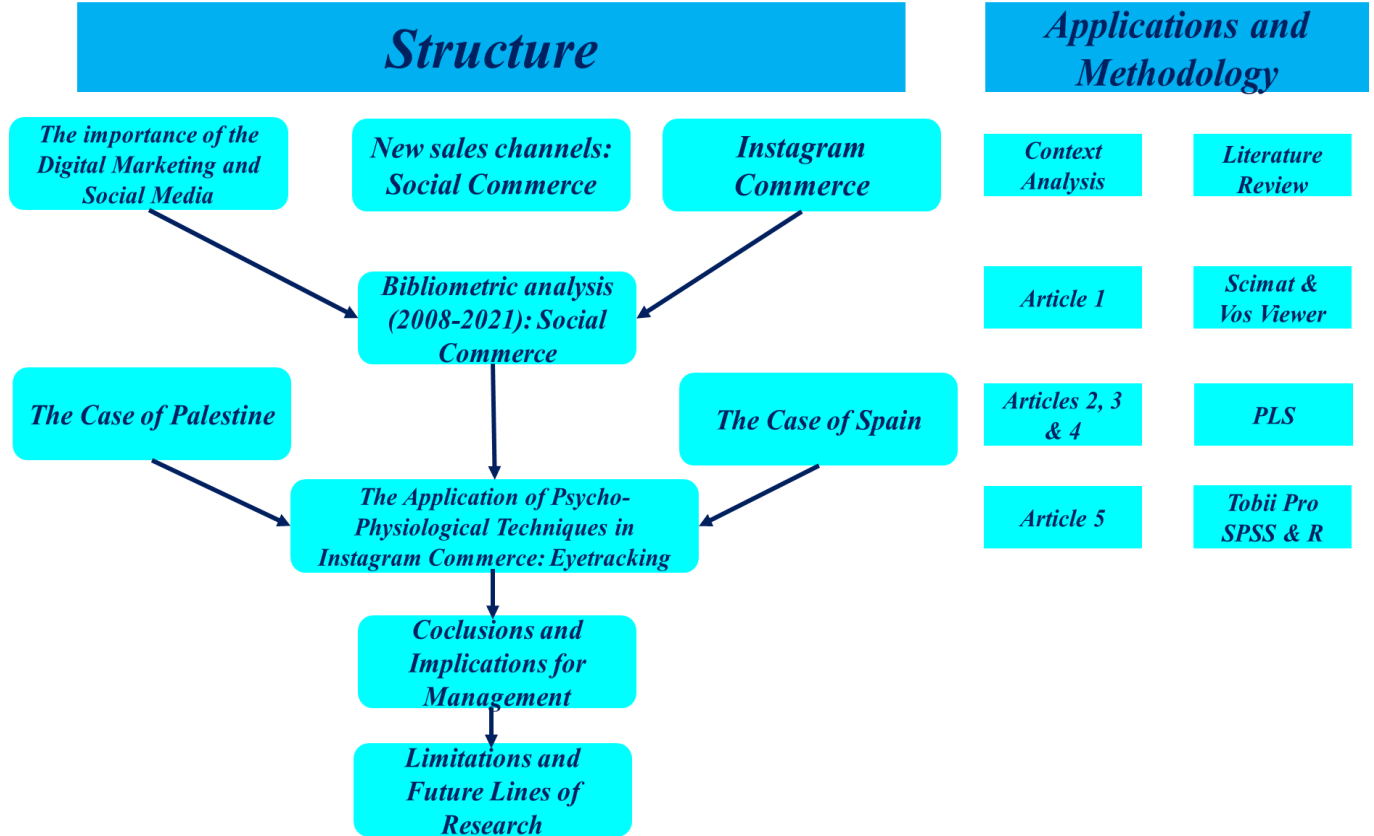 Structure
Applications and
Methodology
The importance of the
Digital Marketing and
Social Media
New sales channels:
Social Commerce
Instagram
Commerce
Context
Analysis
Literature
Review
Bibliometric analysis
(2008-2021): Social
Commerce
Article 1
Scimat &
Vos Viewer
The Case of Palestine
The Case of Spain
Articles 2, 3
& 4
PLS
The Application of Psycho-
Physiological Techniques in
Instagram Commerce: Eyetracking
Article 5
Tobii Pro
SPSS & R
Coclusions and
Implications for
Management
Limitations and
Future Lines of
Research